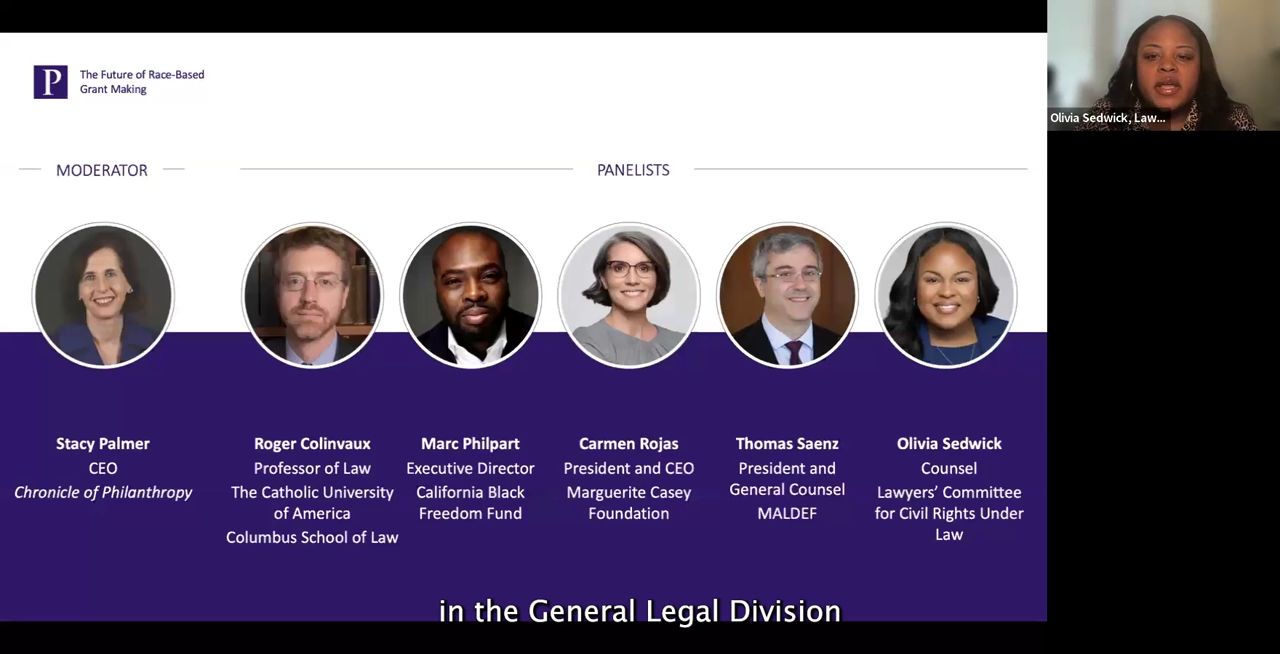 P
The Future of Race-Based
Grant Making
Olivia Sedwick, Law...
MODERATOR
PANELISTS
Stacy Palmer
CEO
Chronicle of Philanthropy
Roger Colinvaux
Professor of Law
The Catholic University
of America
Columbus School of Law
Marc Philpart
Executive Director
California Black
Freedom Fund
Carmen Rojas
President and CEO
Marguerite Casey
Foundation
Thomas Saenz
President and
General Counsel
MALDEF
Olivia Sedwick
Counsel
Lawyers’ Committee
for Civil Rights Under
Law
in the General Legal Division